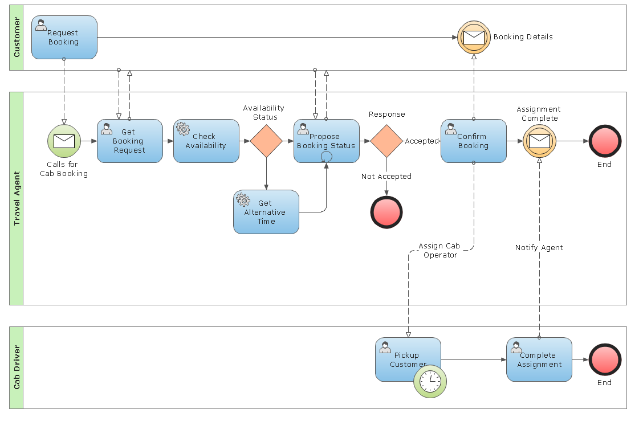 Customer
Request
Booking
Booking Details
Travel Agent
Calls for
Cab Booking
Get
Booking
Request
Check
Availability
Availability
Status
Get
Alternative
Time
Propose
Booking Status
Response
Accepted
Not Accepted
Confirm
Booking
Assignment
Complete
End
Assign Cab
Operator
Notify Agent
Cab Driver
Pickup
Customer
Complete
Assignment
End